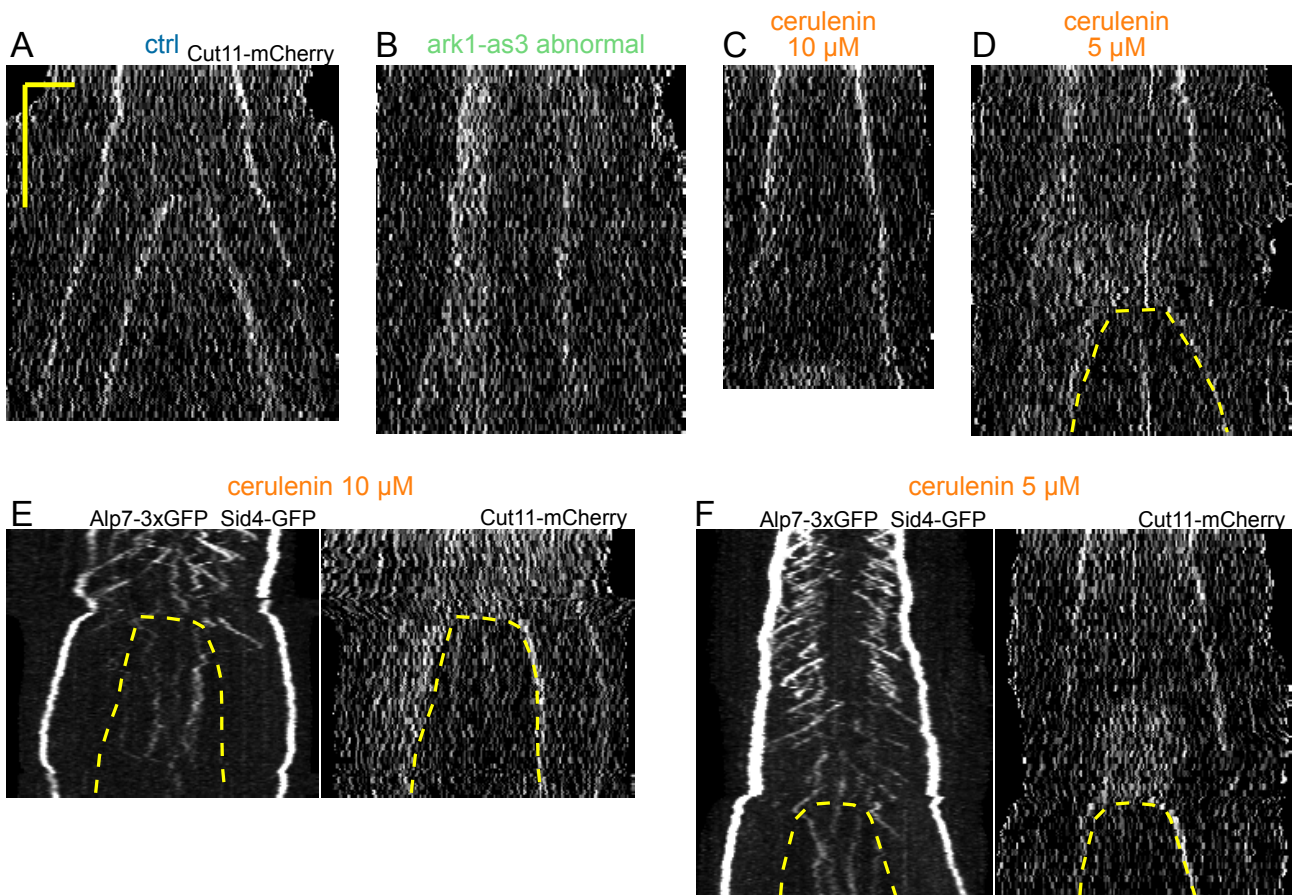 A
ctrl
Cut11-mCherry
B
ark1-as3 abnormal
C
cerulenin
10 µM
D
cerulenin
5 µM
cerulenin 10 µM
E
Alp7-3xGFP Sid4-GFP
Cut11-mCherry
cerulenin 5 µM
F
Alp7-3xGFP Sid4-GFP
Cut11-mCherry